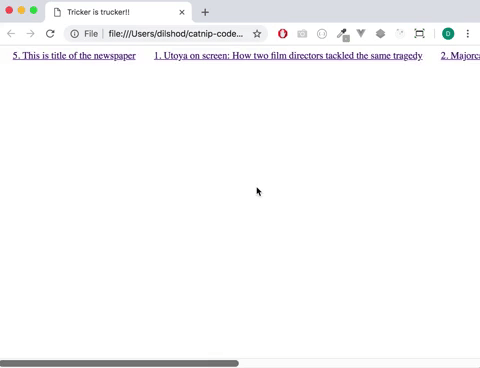 Tricker is trucker!!
File file:///Users/dilshod/catnip-code...
D
5. This is title of the newspaper 1. Utoya on screen: How two film directors tackled the same tragedy 2. Majorca